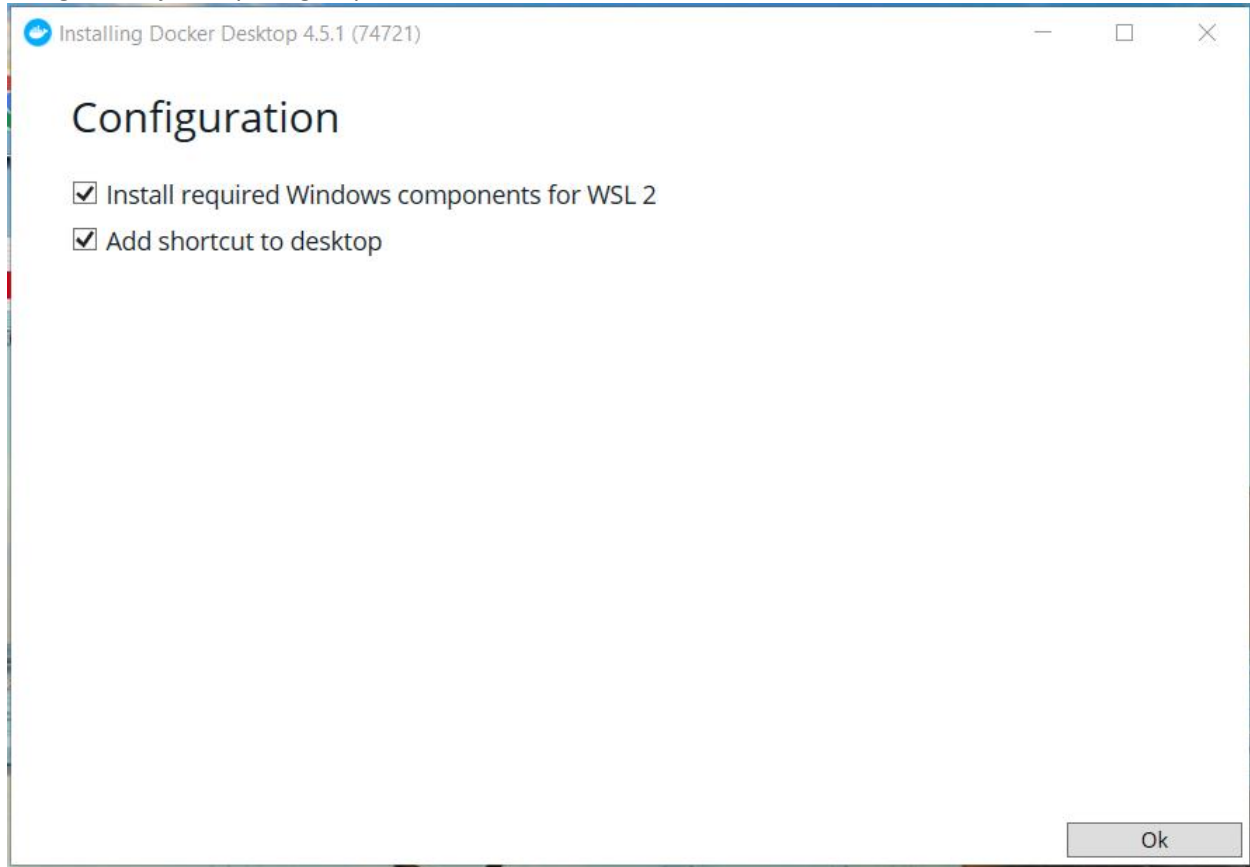 Installing Docker Desktop 4.5.1 (74721)
Configuration
Install required Windows components for WSL 2
Add shortcut to desktop
Ok